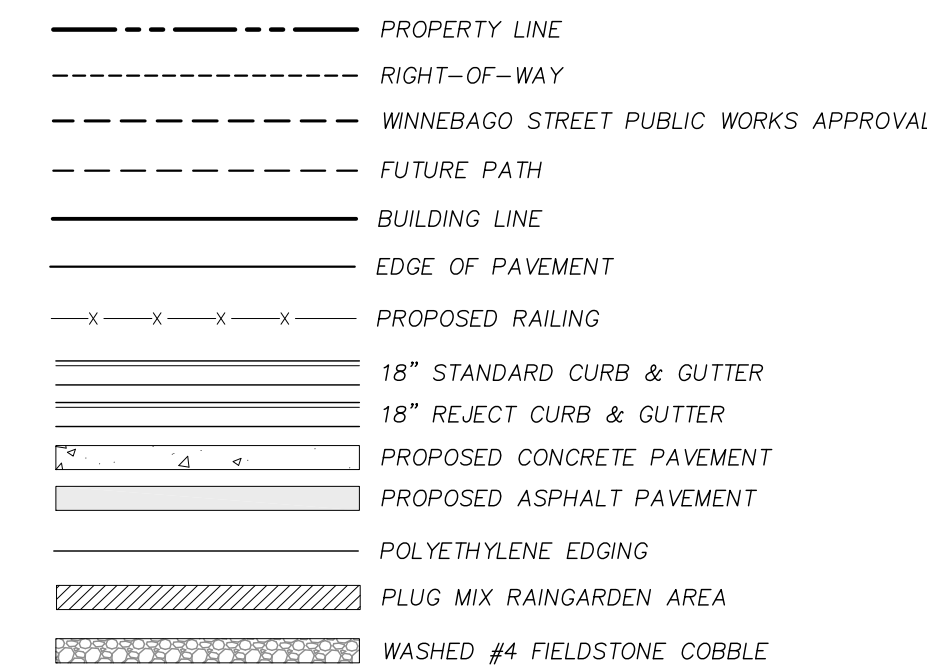 PROPERTY LINE
RIGHT-OF-WAY
WINNEBAGO STREET PUBLIC WORKS APPROVAL
FUTURE PATH
BUILDING LINE
EDGE OF PAVEMENT
PROPOSED RAILING
18" STANDARD CURB & GUTTER
18" REJECT CURB & GUTTER
PROPOSED CONCRETE PAVEMENT
PROPOSED ASPHALT PAVEMENT
POLYETHYLENE EDGING
PLUG MIX RAINGARDEN AREA
WASHED #4 FIELDSTONE COBBLE